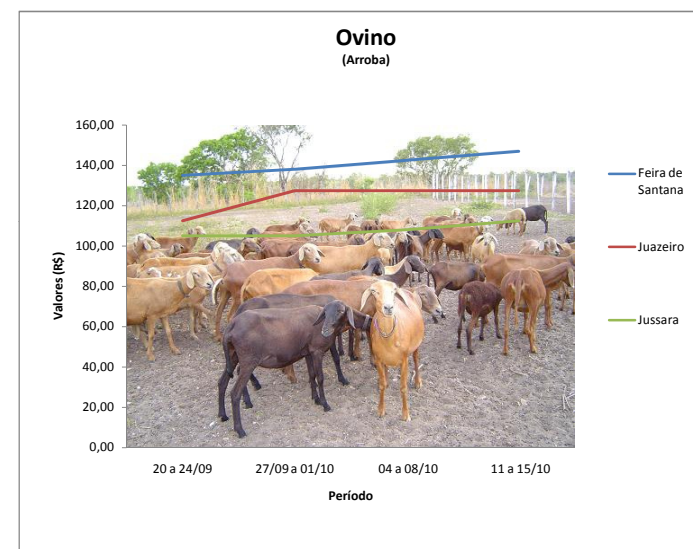 Ovino
(Arroba)
160,00
140,00
120,00
100,00
80,00
60,00
40,00
20,00
0,00
Valores (R$)
20 a 24/09
27/09 a 01/10
04 a 08/10
11 a 15/10
Período
Feira de
Santana
Juazeiro
Jussara